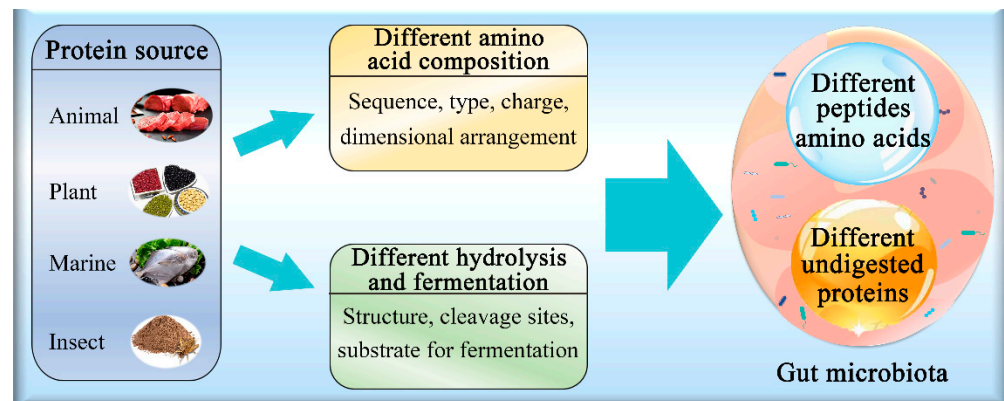 Protein source
Animal
Plant
Marine
Insect
Different amino
acid composition
Sequence, type, charge,
dimensional arrangement
Different hydrolysis
and fermentation
Structure, cleavage sites,
substrate for fermentation
Different
peptides
amino acids
Different
undigested
proteins
Gut microbiota